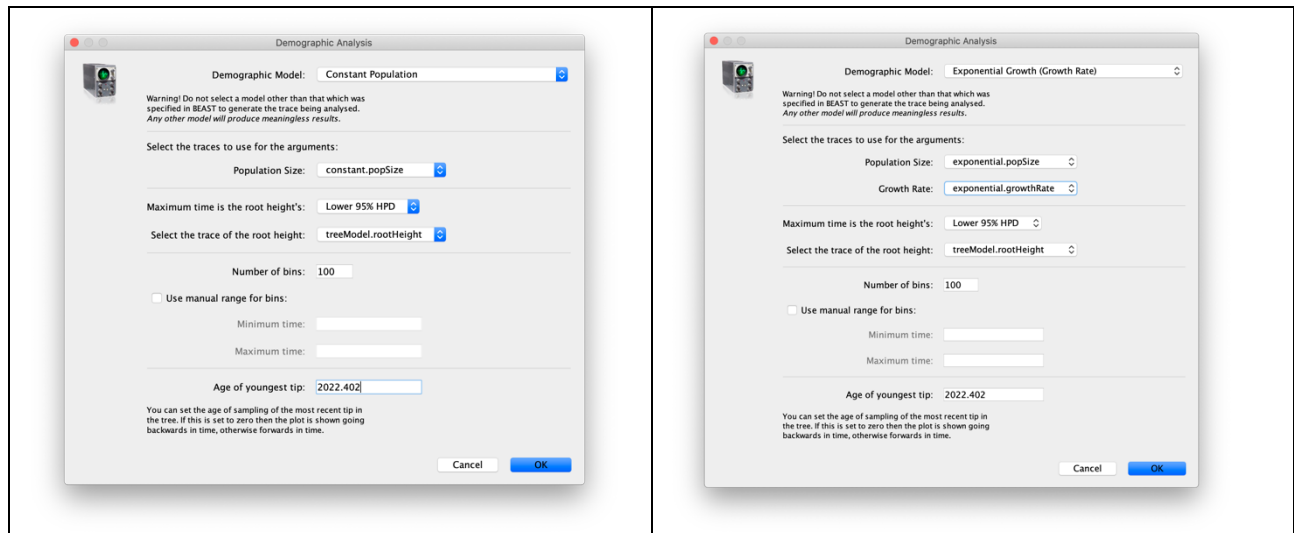 Demographic Analysis
Demographic Model: Constant Population
Warning! Do not select a model other than that which was
specified in BEAST to generate the trace being analysed.
Any other model will produce meaningless results.
Select the traces to use for the arguments:
Population Size: constant.popSize
Maximum time is the root height's: Lower 95% HPD
Select the trace of the root height: treeModel.rootHeight
Number of bins: 100
Use manual range for bins:
Minimum time:
Maximum time:
Age of youngest tip: 2022.402
You can set the age of sampling of the most recent tip in
the tree. If this is set to zero then the plot is shown going
backwards in time, otherwise forwards in time.
Cancel OK
Demographic Analysis
Demographic Model: Exponential Growth (Growth Rate)
Warning! Do not select a model other than that which was
specified in BEAST to generate the trace being analysed.
Any other model will produce meaningless results.
Select the traces to use for the arguments:
Population Size: exponential.popSize
Growth Rate: exponential.growthRate
Maximum time is the root height's: Lower 95% HPD
Select the trace of the root height: treeModel.rootHeight
Number of bins: 100
Use manual range for bins:
Minimum time:
Maximum time:
Age of youngest tip: 2022.402
You can set the age of sampling of the most recent tip in
the tree. If this is set to zero then the plot is shown going
backwards in time, otherwise forwards in time.
Cancel OK